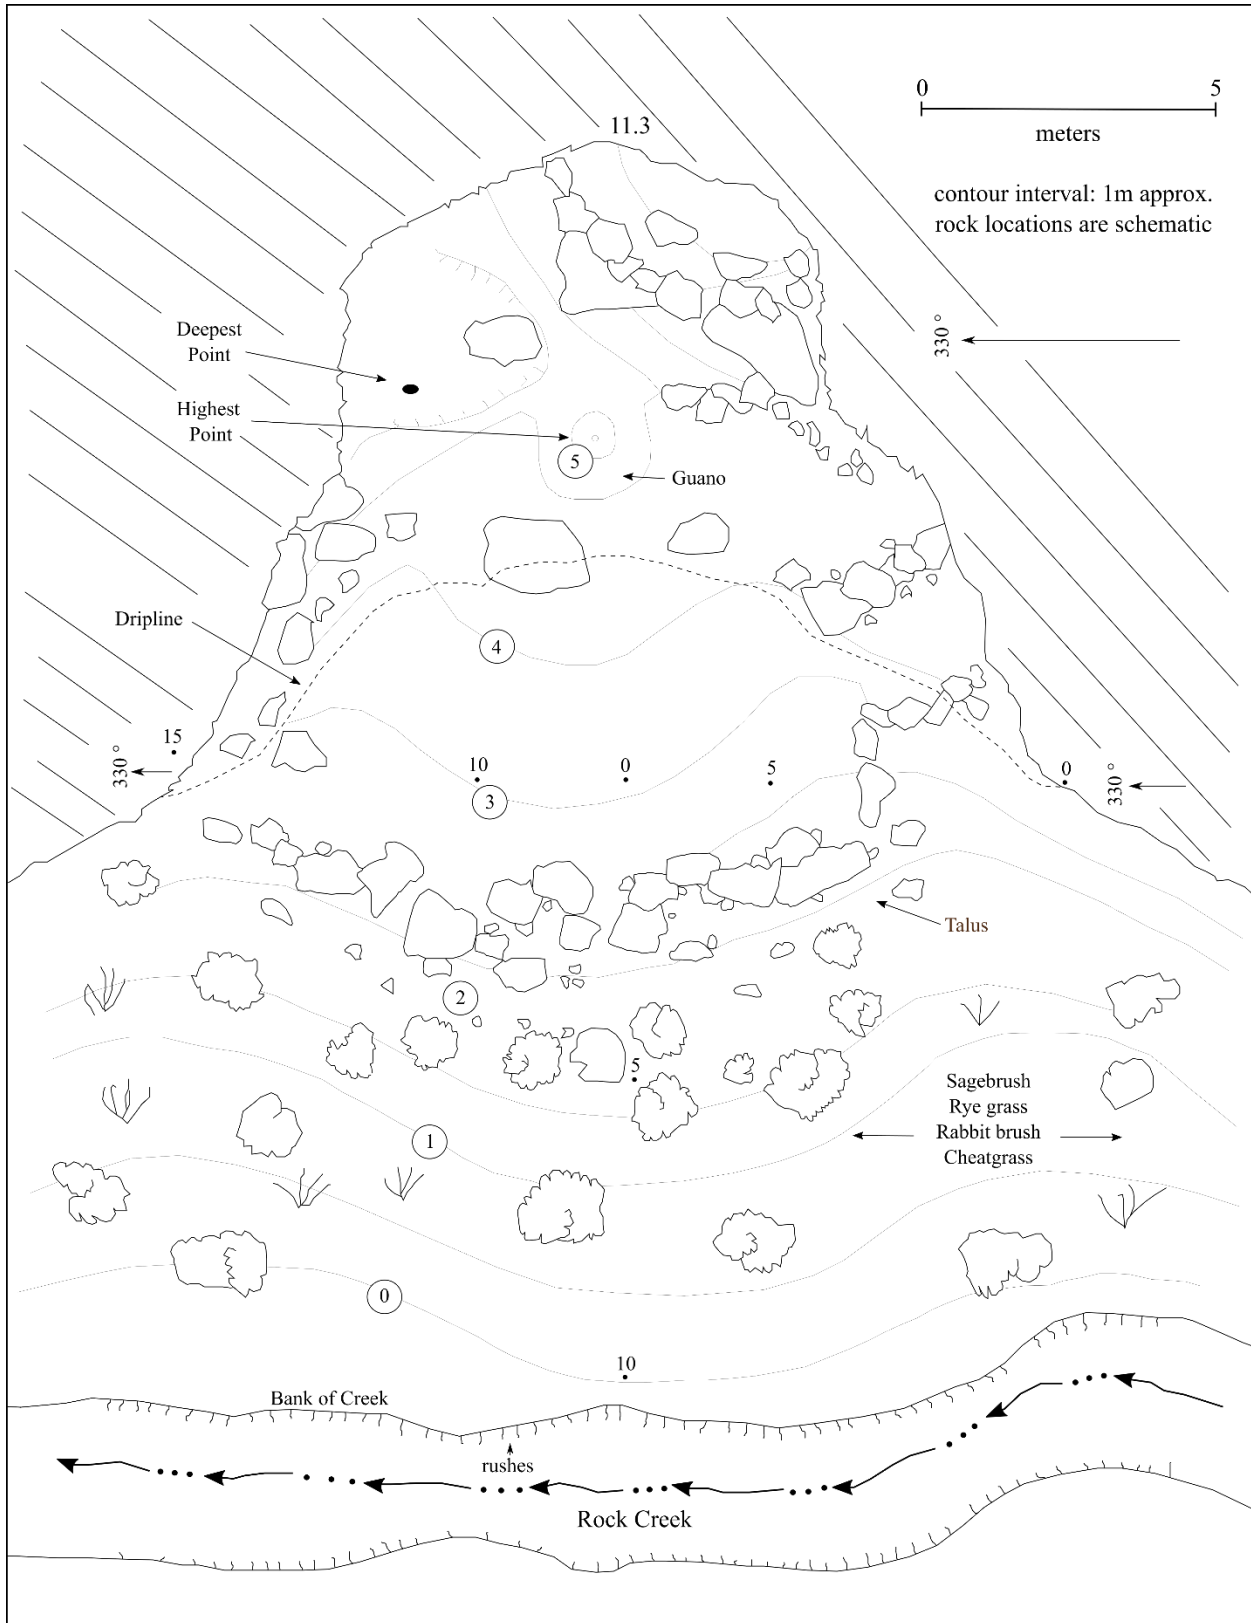 0 5
meters
contour interval: 1m approx.
rock locations are schematic
11.3
330 °
Deepest
Point
Highest
Point
5
Guano
4
Dripline
15
330 °
10 0 5 0
330 °
3
Talus
2
5
Sagebrush
Rye grass
Rabbit brush
Cheatgrass
1
0
10
Bank of Creek
rushes
Rock Creek